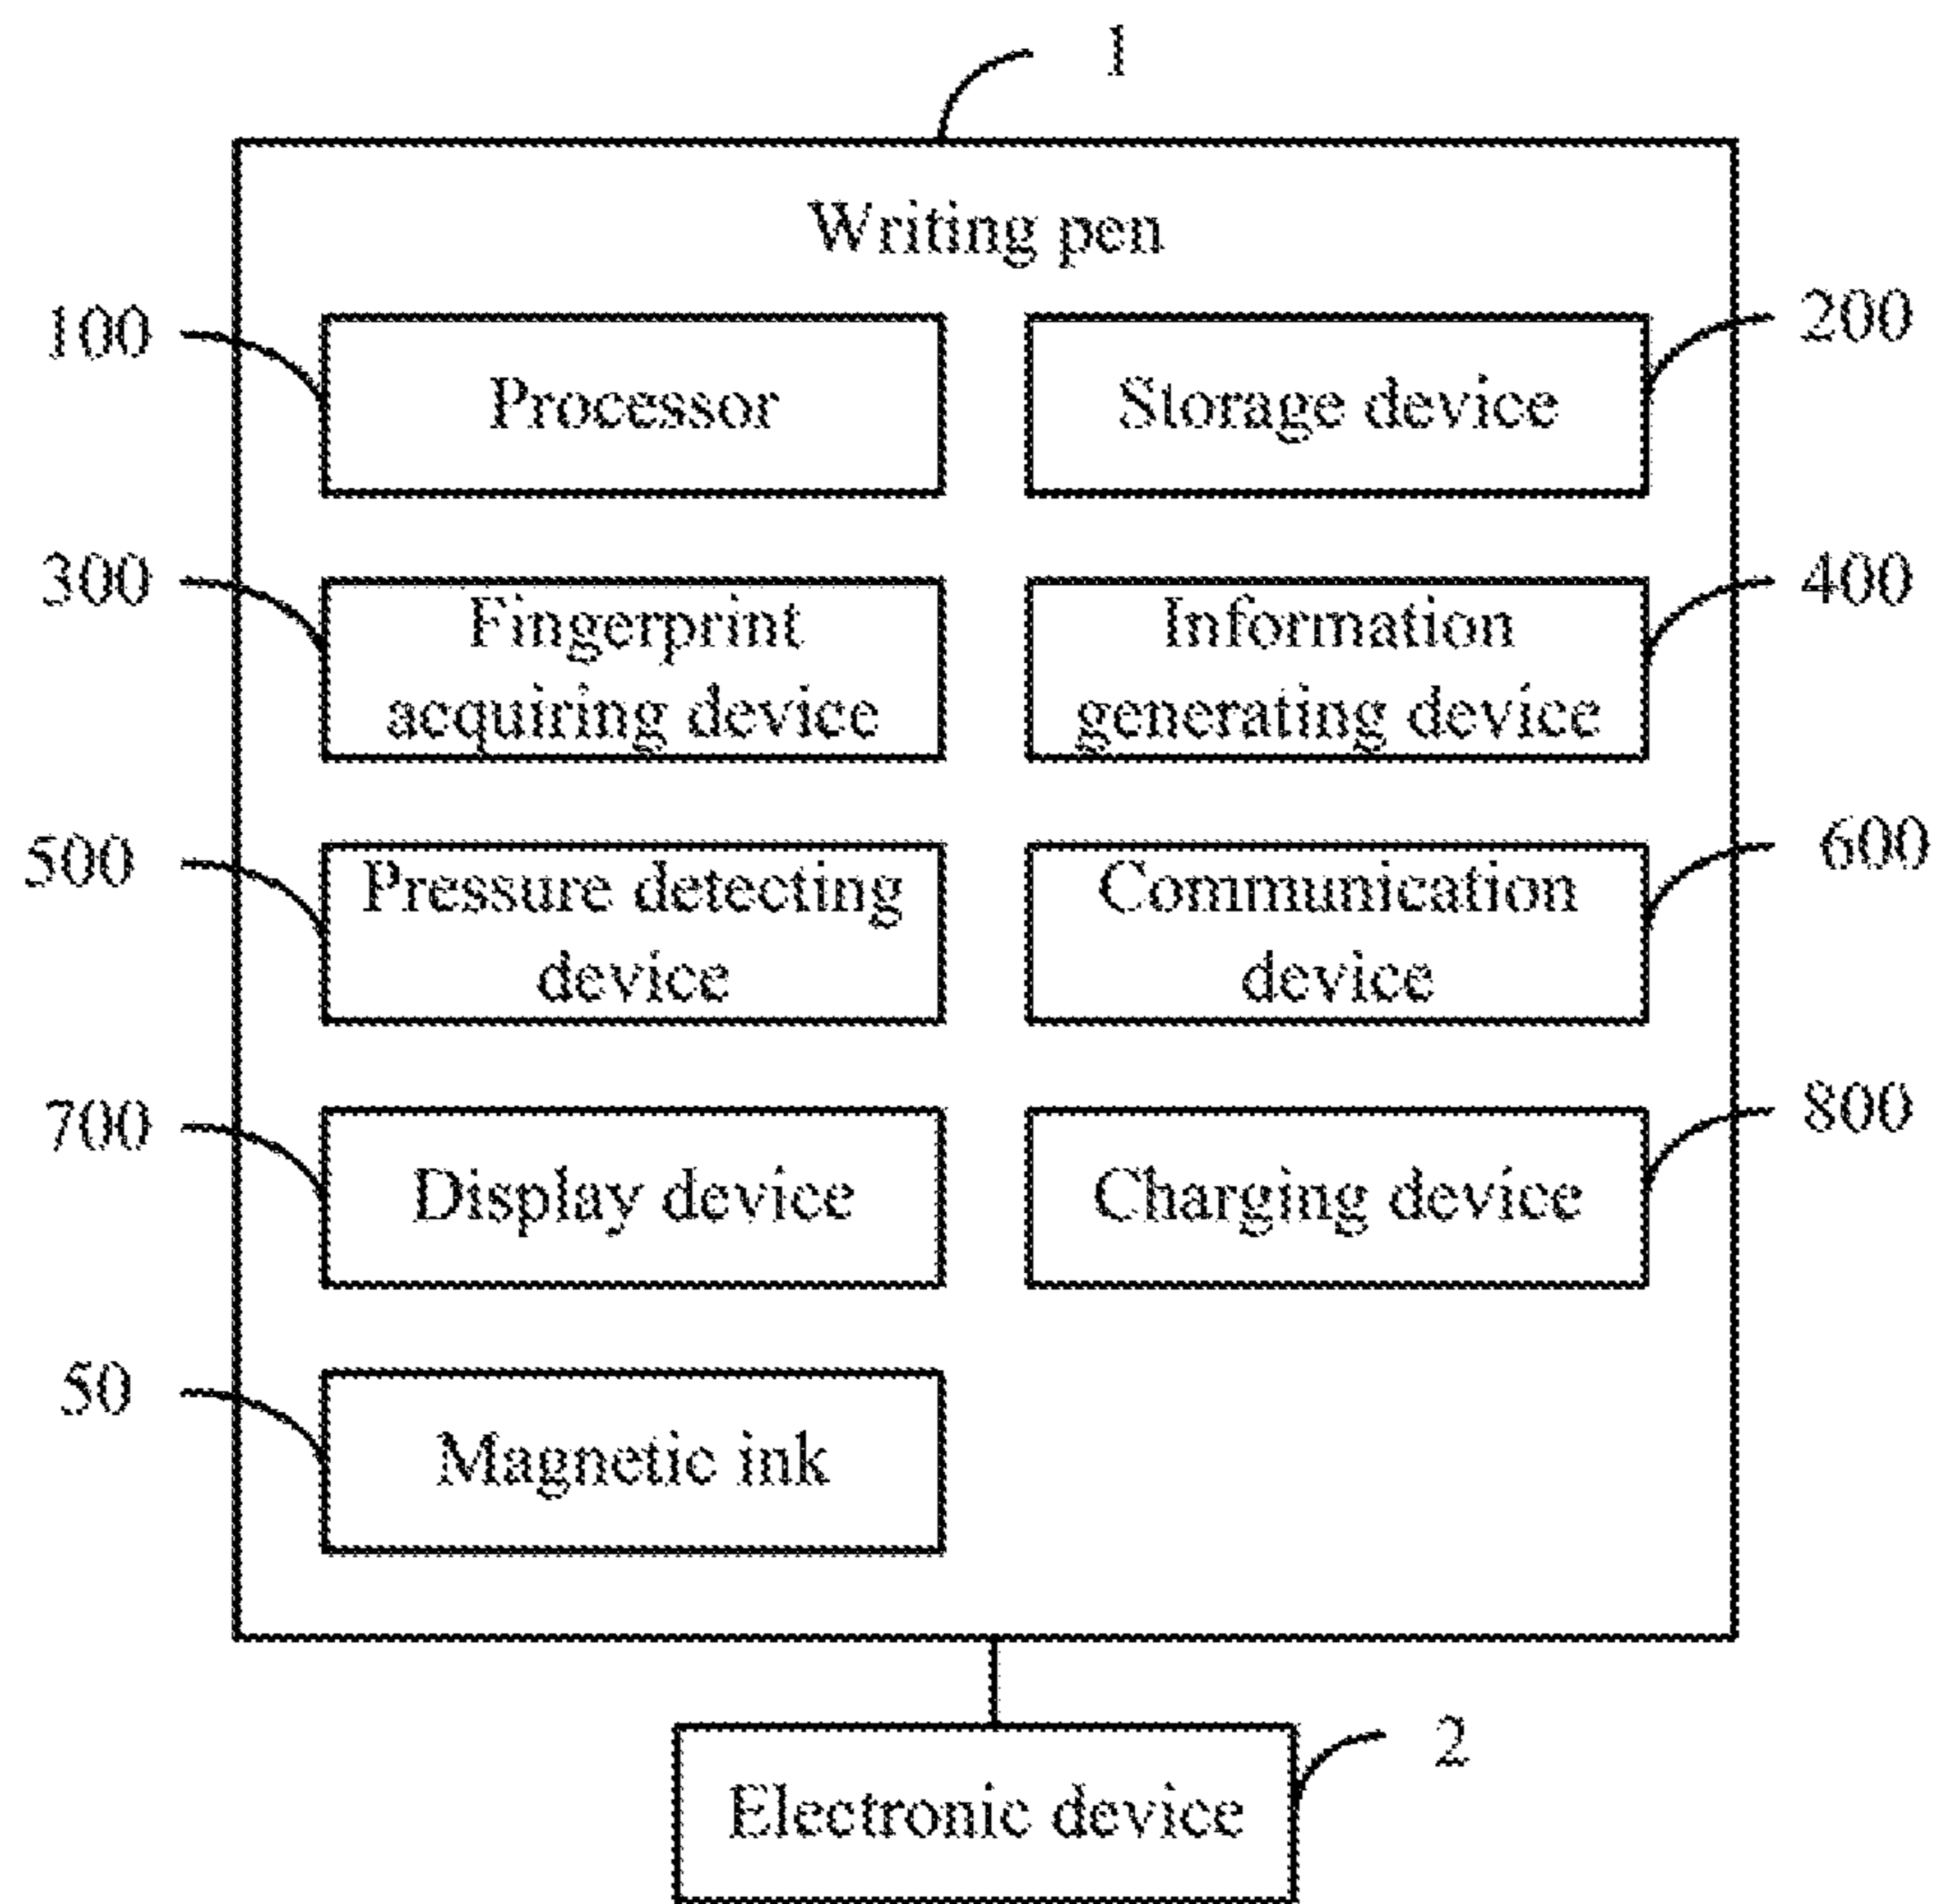 1
Writing pen
100
Processor
Storage device
200
300
Fingerprint
acquiring device
Information
generating device
400
500
Pressure detecting
device
Communication
device
600
700
Display device
Charging device
800
50
Magnetic ink
2
Electronic device